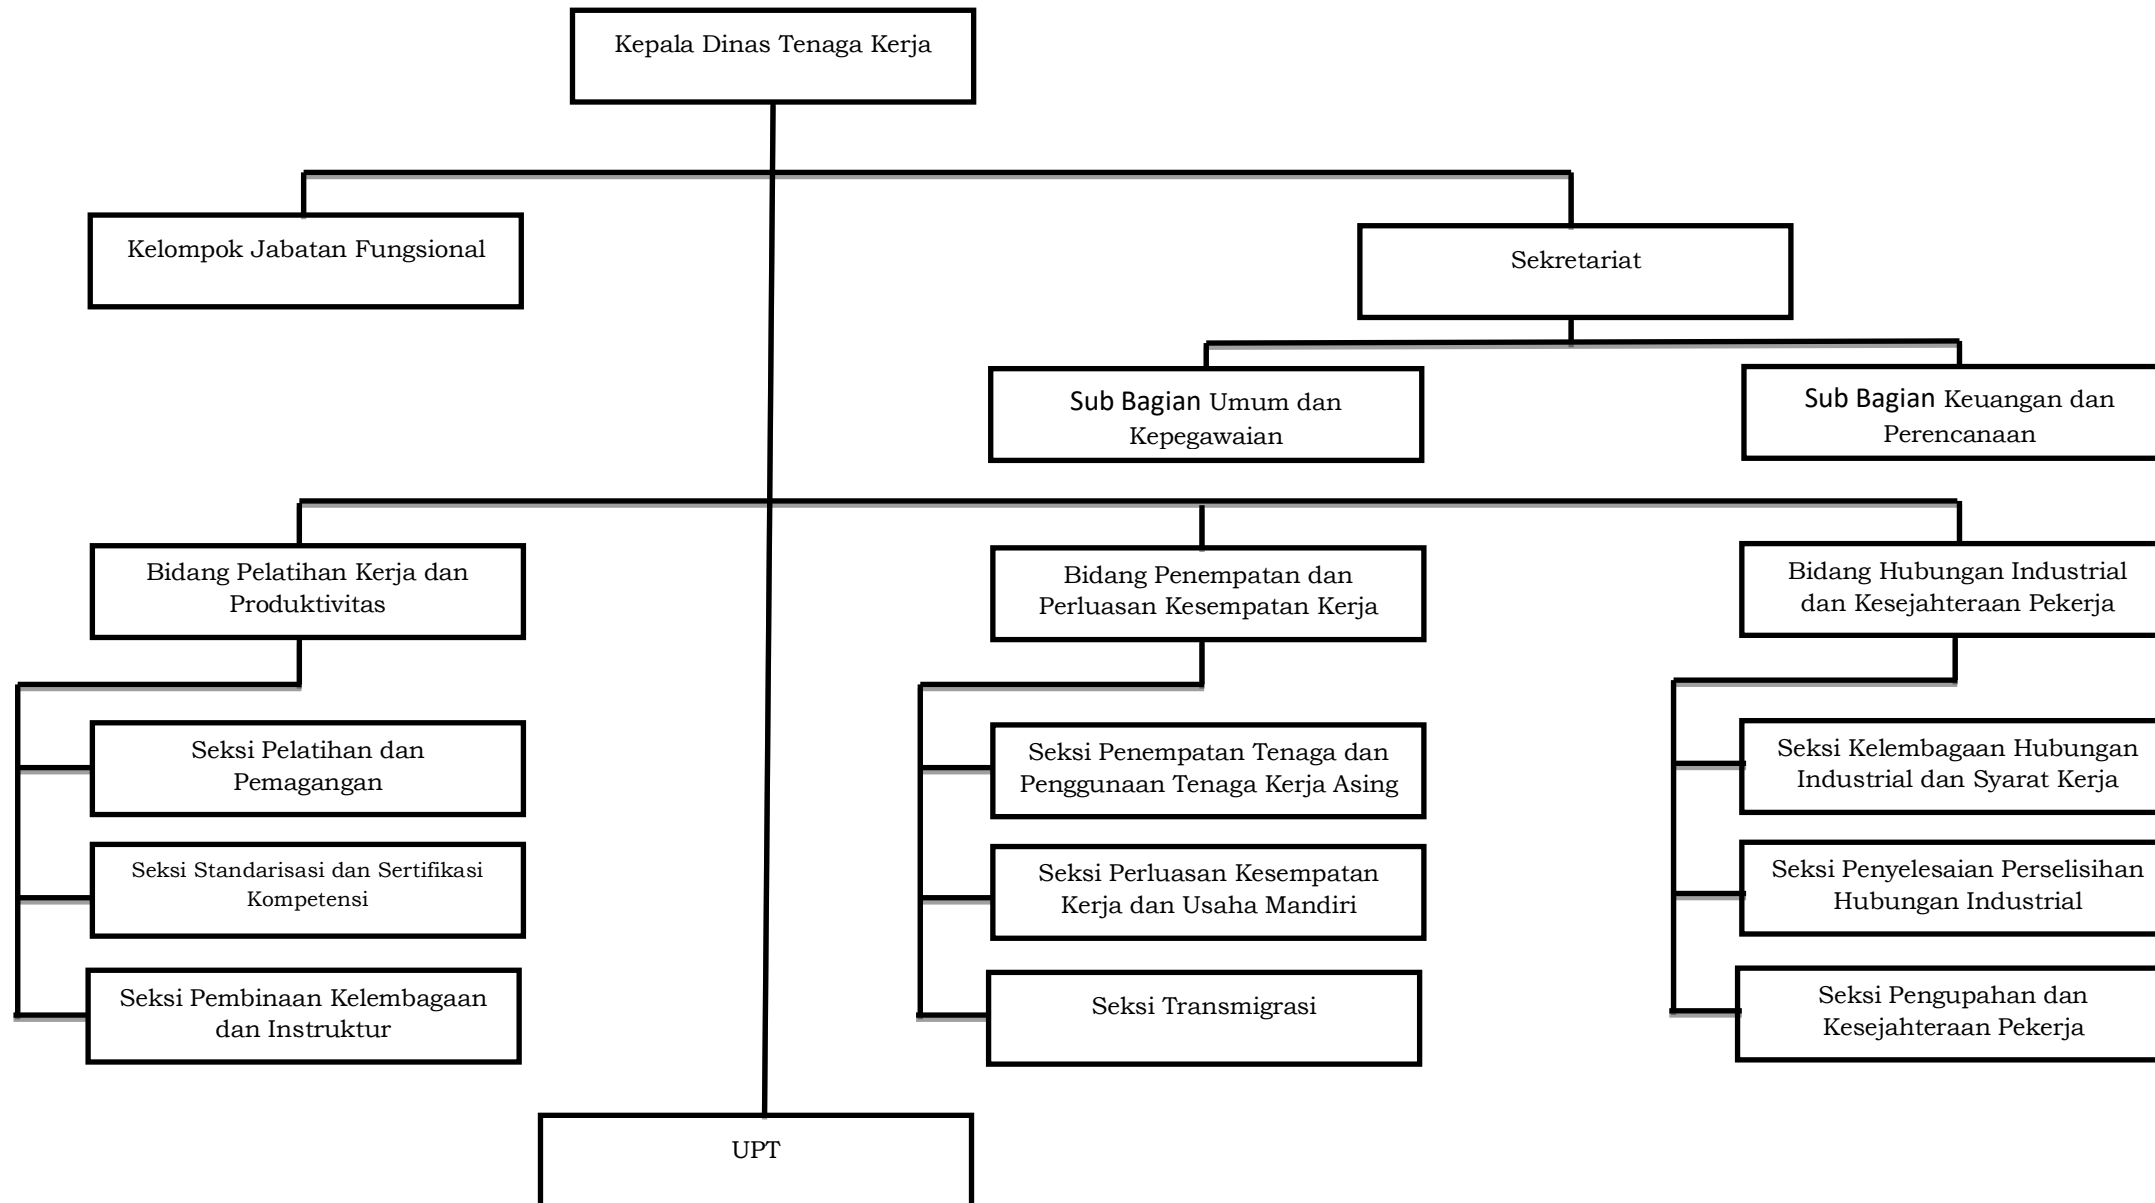 Kepala Dinas Tenaga Kerja
Kelompok Jabatan Fungsional
Sekretariat
Sub Bagian Umum dan
Kepegawaian
Sub Bagian Keuangan dan
Perencanaan
Bidang Pelatihan Kerja dan
Produktivitas
Bidang Penempatan dan
Perluasan Kesempatan Kerja
Bidang Hubungan Industrial
dan Kesejahteraan Pekerja
Seksi Pelatihan dan
Pemagangan
Seksi Penempatan Tenaga dan
Penggunaan Tenaga Kerja Asing
Seksi Kelembagaan Hubungan
Industrial dan Syarat Kerja
Seksi Standarisasi dan Sertifikasi
Kompetensi
Seksi Perluasan Kesempatan
Kerja dan Usaha Mandiri
Seksi Penyelesaian Perselisihan
Hubungan Industrial
Seksi Pembinaan Kelembagaan
dan Instruktur
Seksi Transmigrasi
Seksi Pengupahan dan
Kesejahteraan Pekerja
UPT